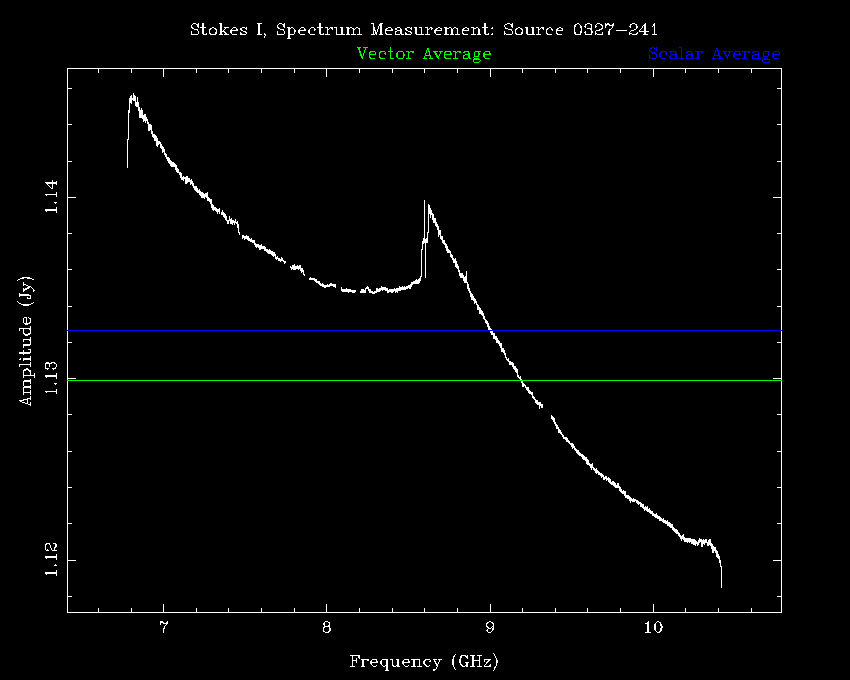 Stokes I, Spectrum Measurement: Source 0327-241
Vector Average
Scalar Average
Amplitude (Jy)
1.14
1.13
1.12
7
8
9
10
Frequency (GHz)